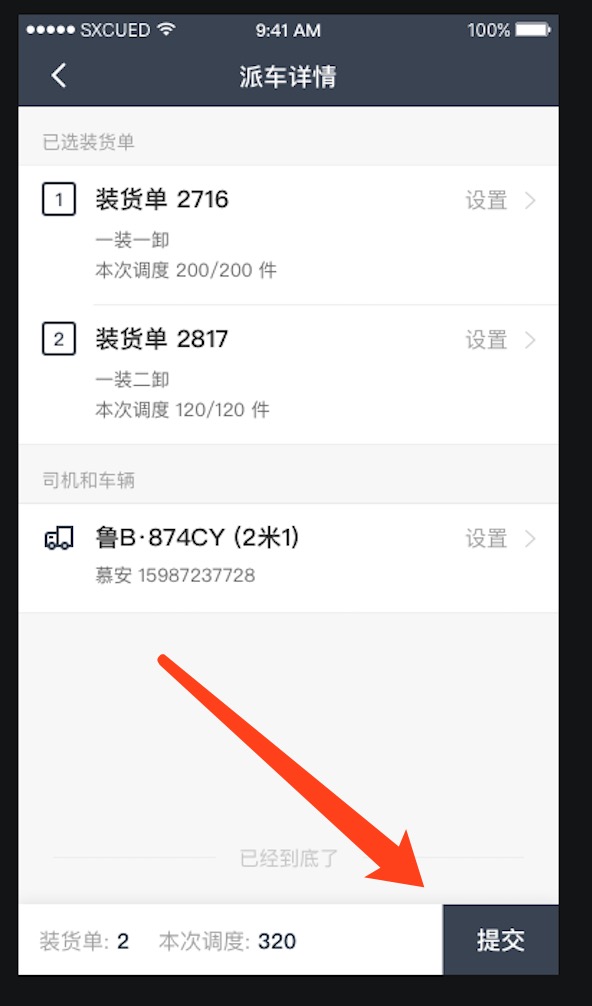 SXCUED 9:41 AM 100%
派车详情
已选装货单
1 装货单 2716 设置
一装一卸
本次调度 200/200 件
2 装货单 2817 设置
一装二卸
本次调度 120/120 件
司机和车辆
鲁B·874CY (2米1) 设置
慕安 15987237728
已经到底了
装货单: 2 本次调度: 320 提交